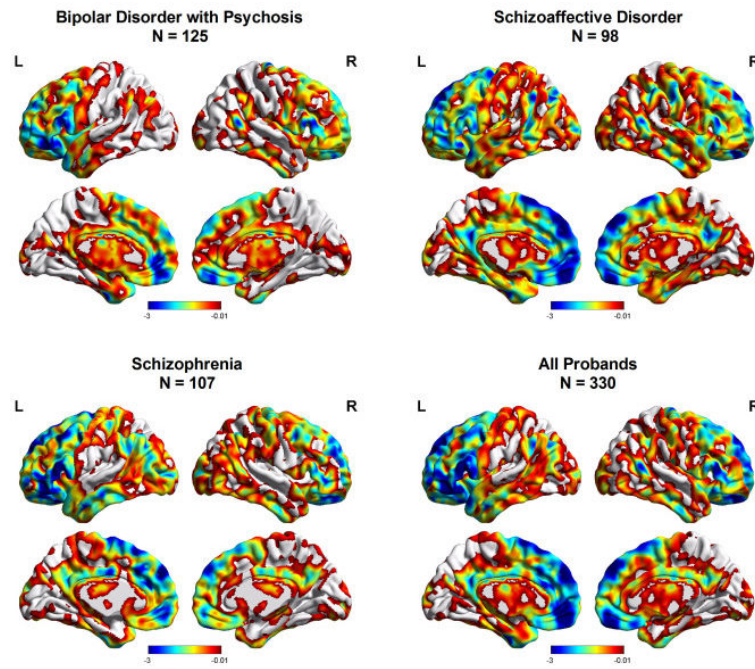 Bipolar Disorder with Psychosis
N = 125
L
R
-3
-0.01
Schizoaffective Disorder
N = 98
L
R
-3
-0.01
Schizophrenia
N = 107
L
R
-3
-0.01
All Probands
N = 330
L
R
-3
-0.01